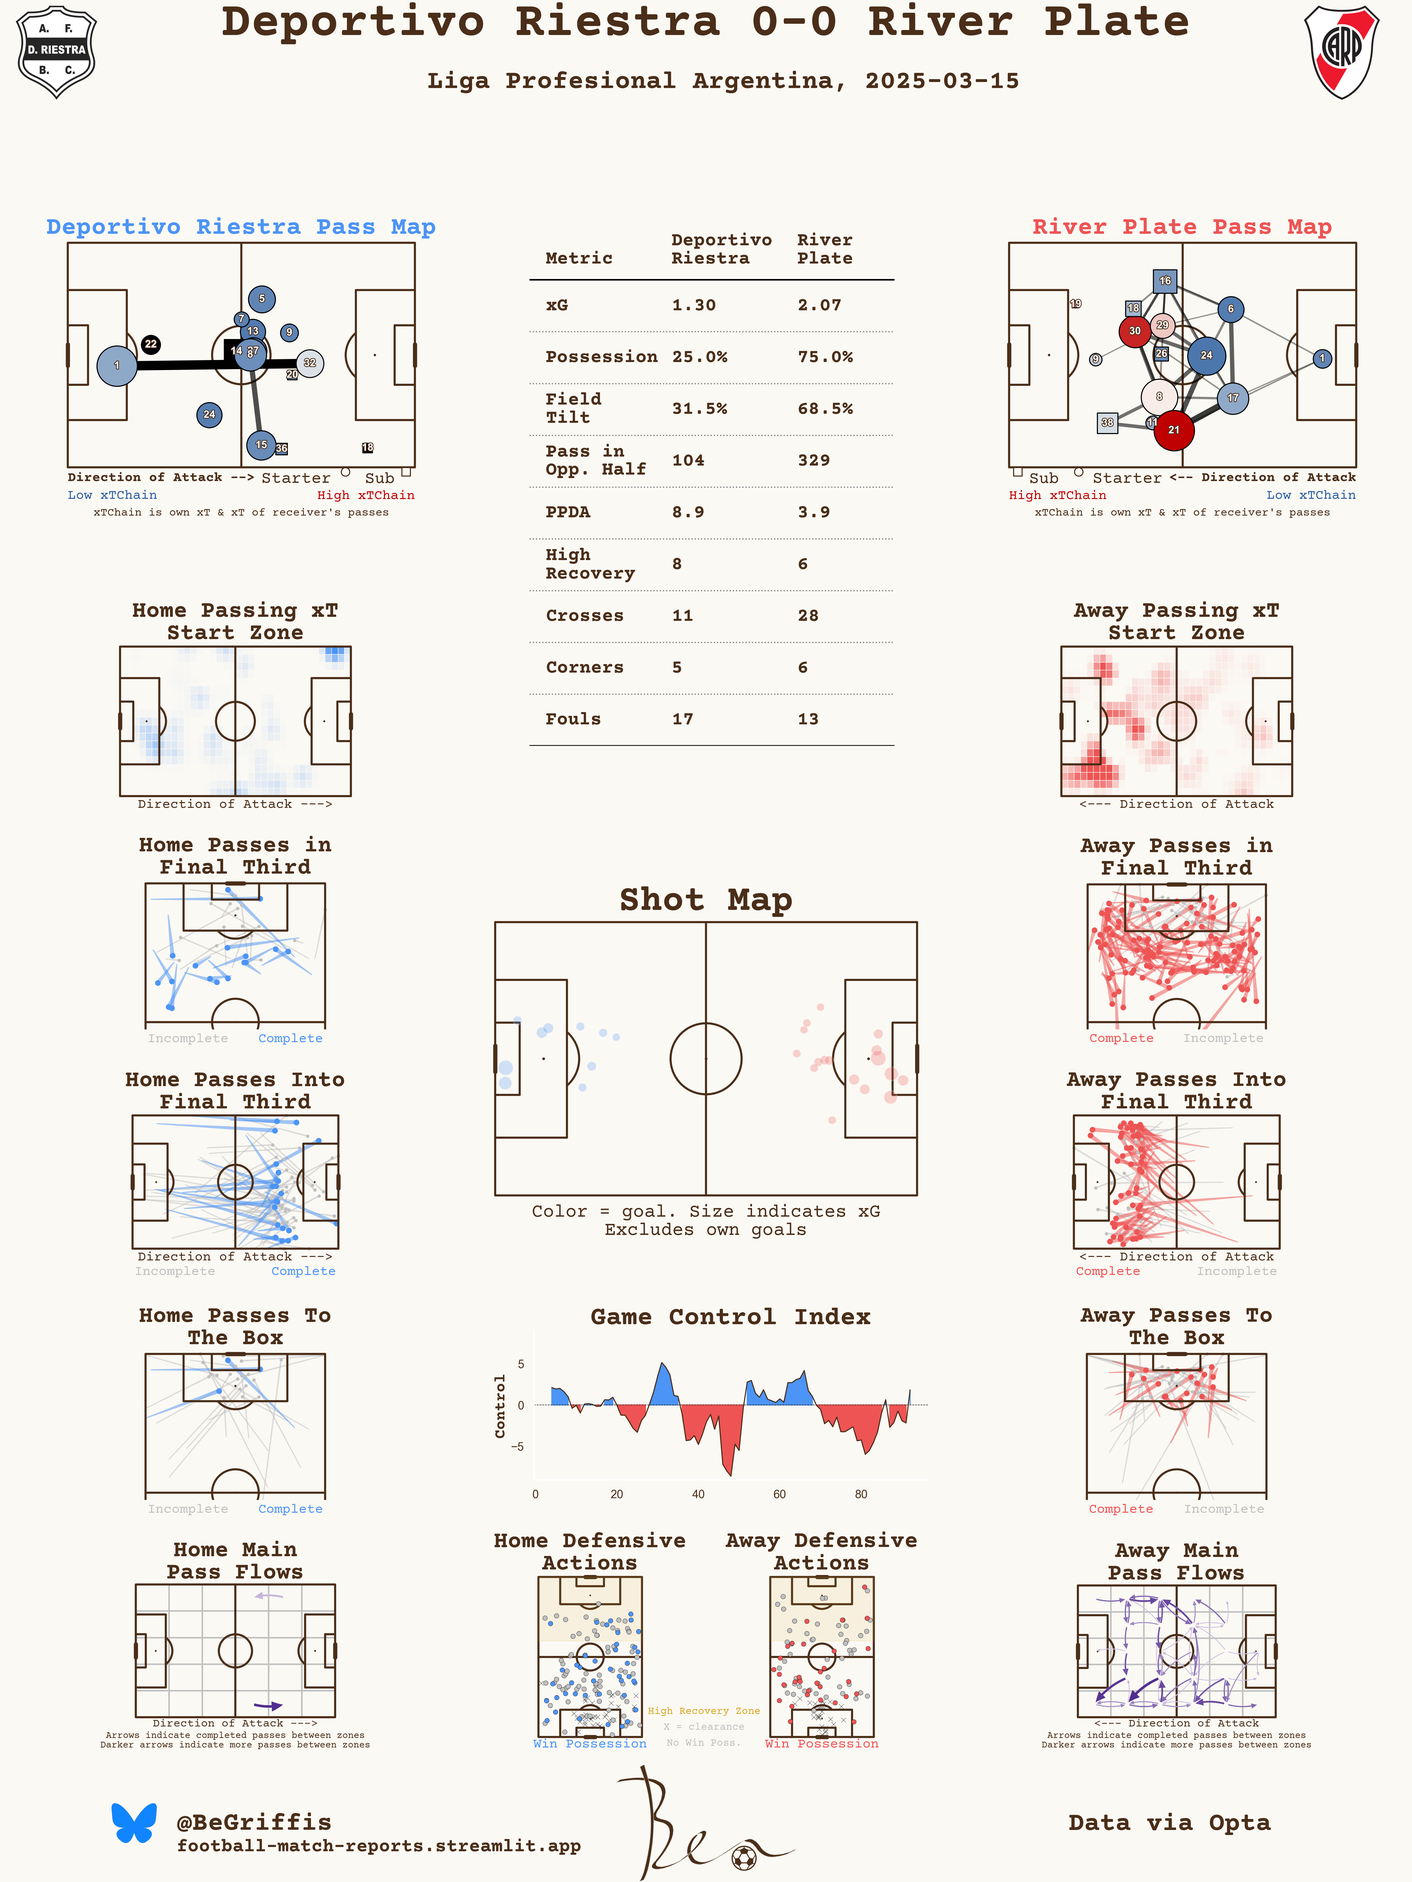 Deportivo Riestra 0-0 River Plate
Liga Profesional Argentina, 2025-03-15
A. F.
D. RIESTRA
B. C.
CARP
Deportivo Riestra Pass Map
1
22
5
7
13
9
14
37
8
32
20
24
15
36
18
Direction of Attack --> Starter Sub
Low xTChain High xTChain
xTChain is own xT & xT of receiver's passes
Metric Deportivo Riestra River Plate
xG 1.30 2.07
Possession 25.0% 75.0%
Field Tilt 31.5% 68.5%
Pass in Opp. Half 104 329
PPDA 8.9 3.9
High Recovery 8 6
Crosses 11 28
Corners 5 6
Fouls 17 13
River Plate Pass Map
16
19
18
6
30
29
9
26
24
1
8
17
38
11
21
Sub Starter <-- Direction of Attack
High xTChain Low xTChain
xTChain is own xT & xT of receiver's passes
Home Passing xT
Start Zone
Direction of Attack --->
Away Passing xT
Start Zone
<--- Direction of Attack
Home Passes in
Final Third
Incomplete Complete
Away Passes in
Final Third
Complete Incomplete
Shot Map
Color = goal. Size indicates xG
Excludes own goals
Home Passes Into
Final Third
Direction of Attack --->
Incomplete Complete
Away Passes Into
Final Third
<--- Direction of Attack
Complete Incomplete
Home Passes To
The Box
Incomplete Complete
Game Control Index
Control
5
0
−5
0 20 40 60 80
Away Passes To
The Box
Complete Incomplete
Home Main
Pass Flows
Direction of Attack --->
Arrows indicate completed passes between zones
Darker arrows indicate more passes between zones
Home Defensive
Actions
Win Possession
High Recovery Zone
X = clearance
No Win Poss.
Away Defensive
Actions
Win Possession
Away Main
Pass Flows
<--- Direction of Attack
Arrows indicate completed passes between zones
Darker arrows indicate more passes between zones
@BeGriffis
football-match-reports.streamlit.app
Ben
Data via Opta